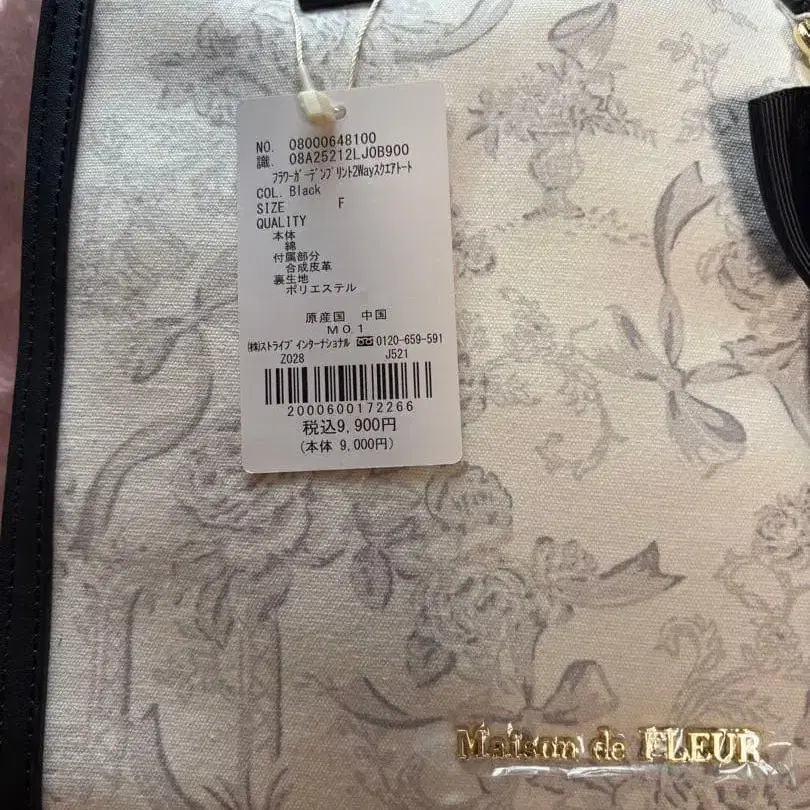 NO. 08000648100
識. 08A25212LJ0B900
フラワーガーデンプリント2Wayスクエアトート
COL. Black
SIZE F
QUALITY
本体
綿
付属部分
合成皮革
裏生地
ポリエステル
原産国 中国
MO.1
(株)ストライプ インターナショナル 0120-659-591
Z028 J521
2000600172266
税込9,900円
(本体 9,000円)
Maison de FLEUR